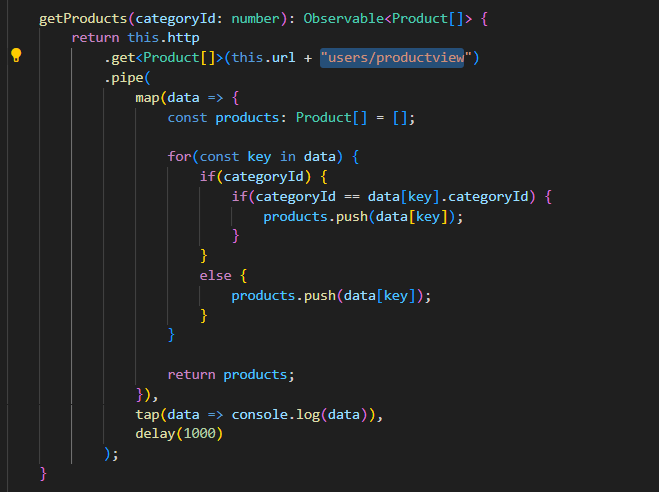 getProducts(categoryId: number): Observable<Product[]> {
return this.http
.get<Product[]>(this.url + "users/productview")
.pipe(
map(data => {
const products: Product[] = [];
for(const key in data) {
if(categoryId) {
if(categoryId == data[key].categoryId) {
products.push(data[key]);
}
}
else {
products.push(data[key]);
}
}
return products;
}),
tap(data => console.log(data)),
delay(1000)
);
}